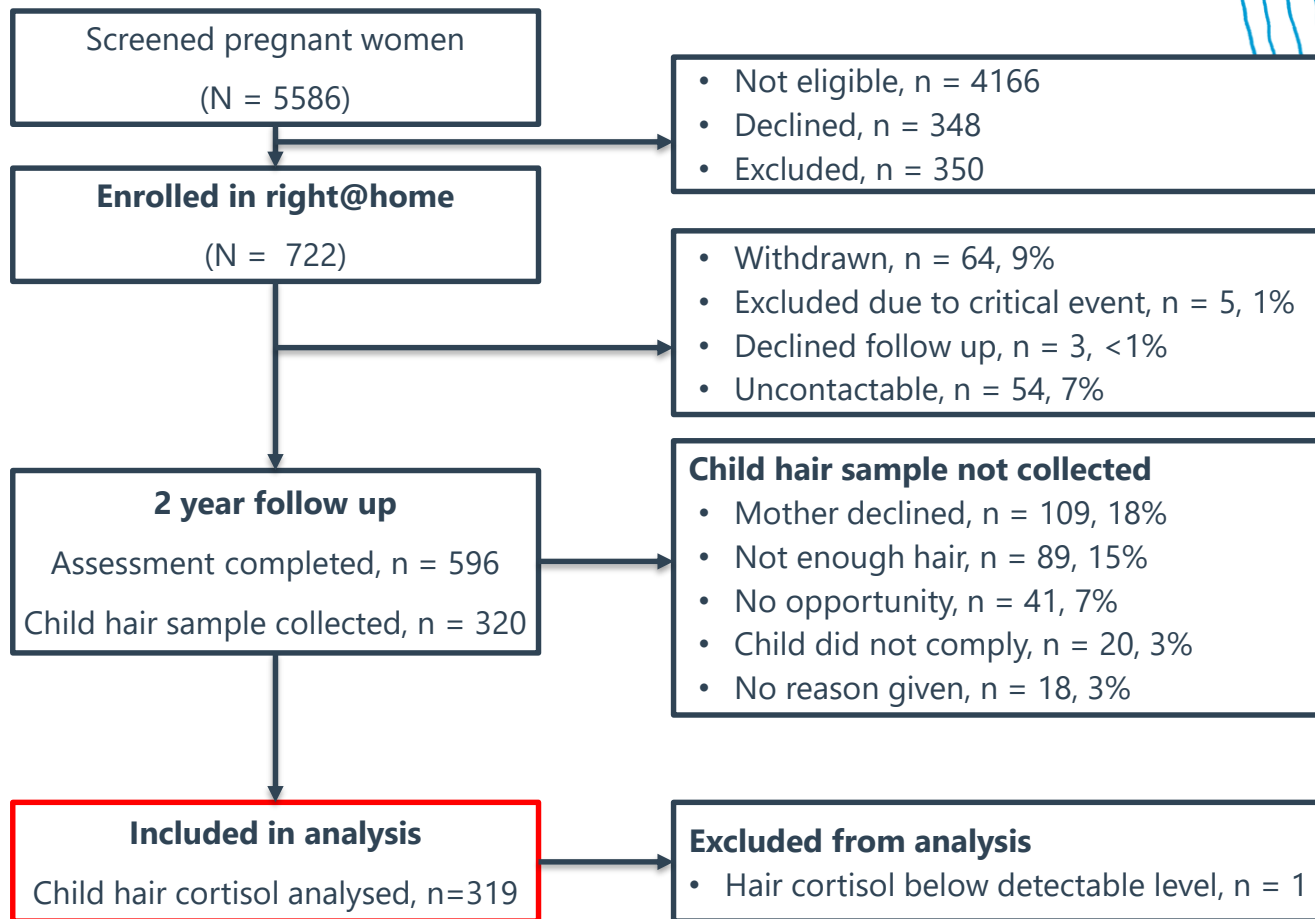 Screened pregnant women
(N = 5586)
• Not eligible, n = 4166
• Declined, n = 348
• Excluded, n = 350
Enrolled in right@home
(N =  722)
• Withdrawn, n = 64, 9%
• Excluded due to critical event, n = 5, 1%
• Declined follow up, n = 3, <1%
• Uncontactable, n = 54, 7%
2 year follow up
Assessment completed, n = 596
Child hair sample collected, n = 320
Child hair sample not collected
• Mother declined, n = 109, 18%
• Not enough hair, n = 89, 15%
• No opportunity, n = 41, 7%
• Child did not comply, n = 20, 3%
• No reason given, n = 18, 3%
Included in analysis
Child hair cortisol analysed, n=319
Excluded from analysis
• Hair cortisol below detectable level, n = 1